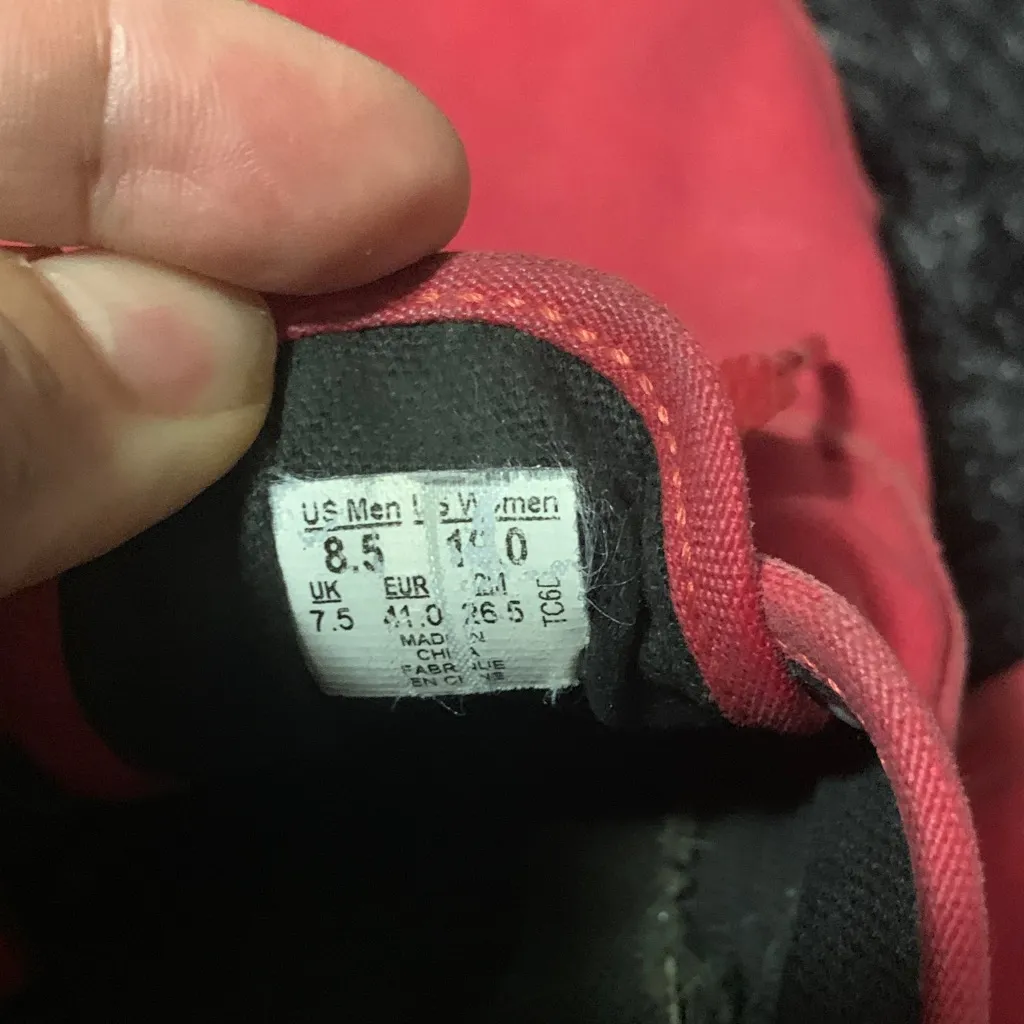 US Men US Women
8.5 10.0
UK EUR CM
7.5 41.0 26.5
MADE IN
CHINA
FABRIQUE
EN CHINE